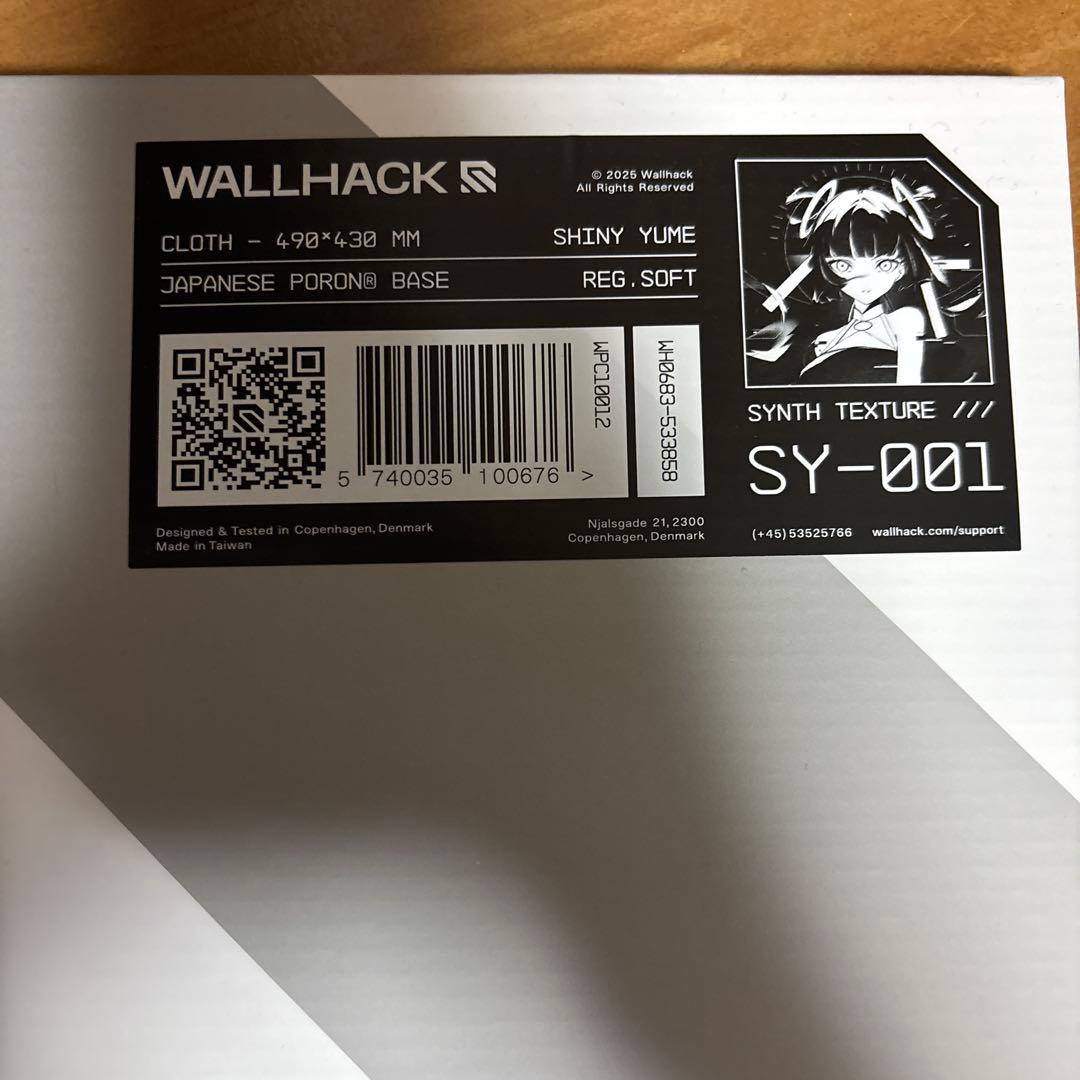 WALLHACK
© 2025 Wallhack
All Rights Reserved
CLOTH - 490×430 MM
SHINY YUME
JAPANESE PORON® BASE
REG.SOFT
WPC10012
WH0683-533858
5 740035 100676 >
SYNTH TEXTURE ///
SY-001
Designed & Tested in Copenhagen, Denmark
Made in Taiwan
Njalsgade 21, 2300
Copenhagen, Denmark
(+45) 53525766
wallhack.com/support